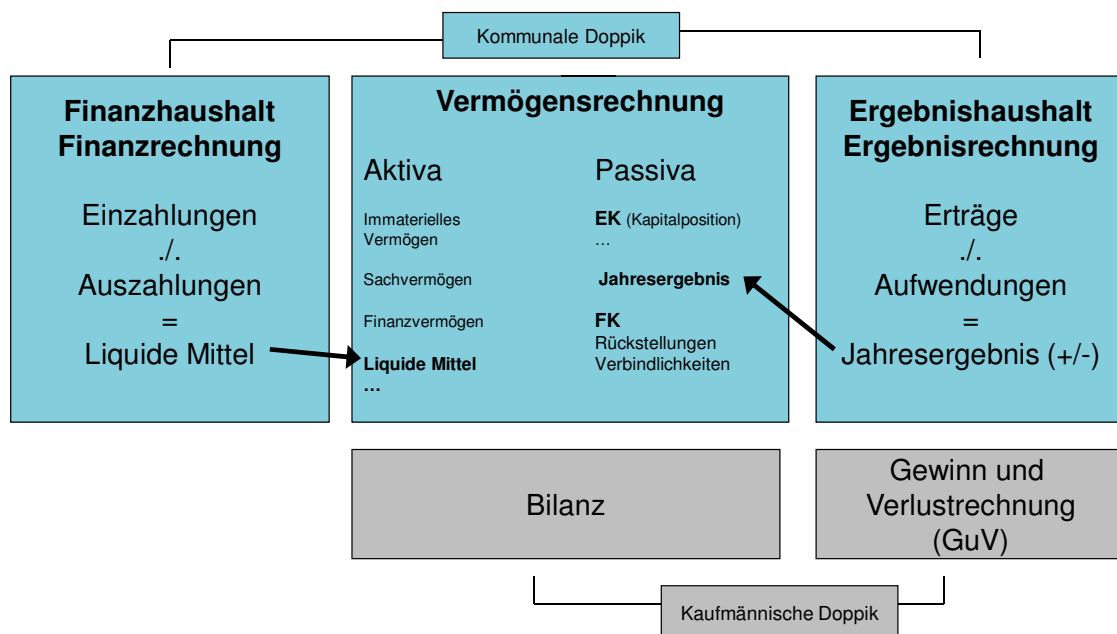 Kommunale Doppik
Finanzhaushalt
Finanzrechnung
Einzahlungen
./.
Auszahlungen
=
Liquide Mittel
Vermögensrechnung
Aktiva
Immaterielles
Vermögen
Sachvermögen
Finanzvermögen
Liquide Mittel
...
Passiva
EK (Kapitalposition)
...
Jahresergebnis
FK
Rückstellungen
Verbindlichkeiten
Ergebnishaushalt
Ergebnisrechnung
Erträge
./.
Aufwendungen
=
Jahresergebnis (+/-)
Bilanz
Gewinn und
Verlustrechnung
(GuV)
Kaufmännische Doppik